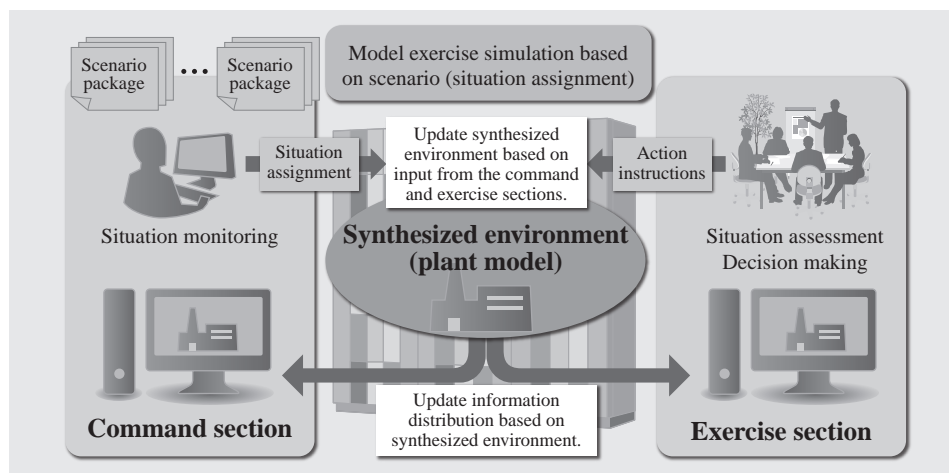 Scenario
package
...
Scenario
package
Model exercise simulation based
on scenario (situation assignment)
Situation
assignment
Update synthesized
environment based on
input from the command
and exercise sections.
Action
instructions
Situation monitoring
Synthesized environment
(plant model)
Situation assessment
Decision making
Command section
Update information
distribution based on
synthesized environment.
Exercise section